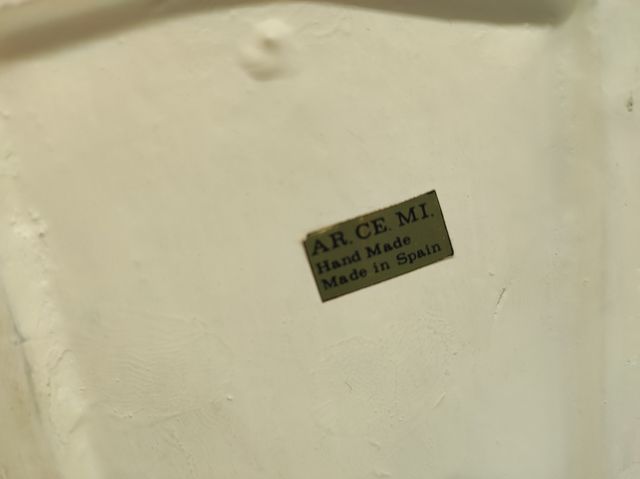 AR. CE. MI.
Hand Made
Made in Spain